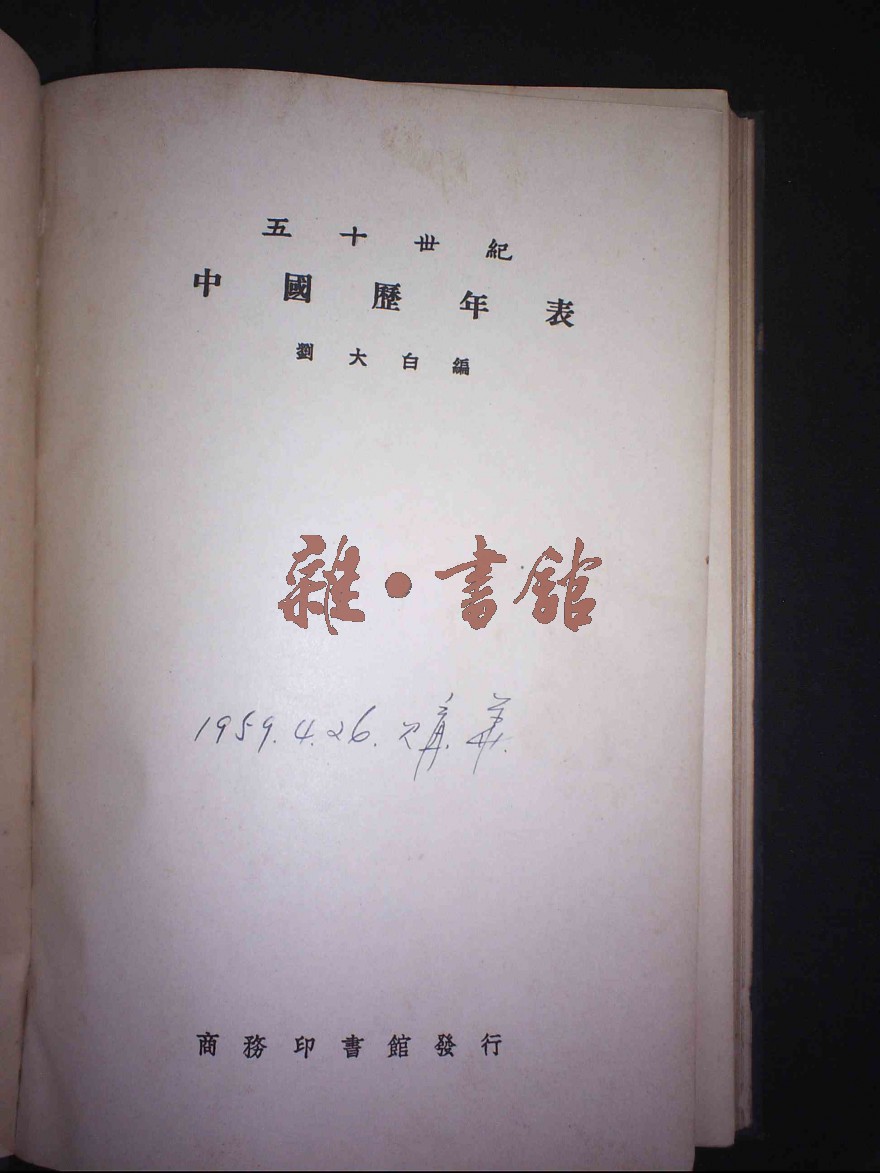 五十世紀
中國歷年表
劉大白編
雜・書館
1959.4.26.购
商務印書館發行